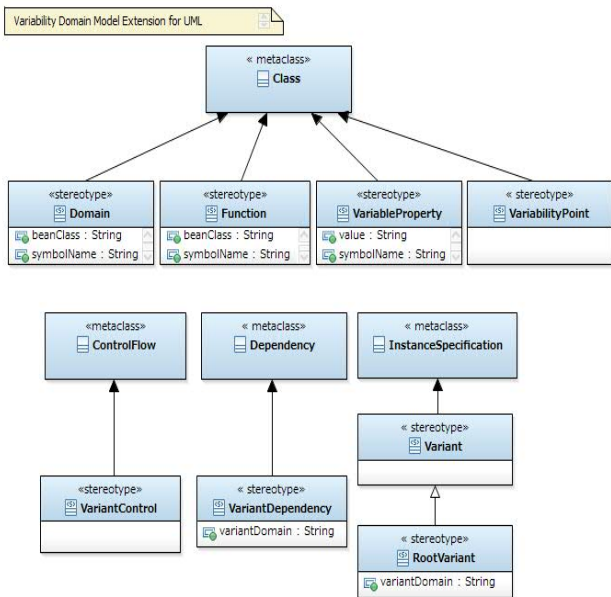 Variability Domain Model Extension for UML
« metaclass»
Class
«stereotype»
Domain
beanClass : String
symbolName : String
«stereotype»
Function
beanClass : String
symbolName : String
«stereotype»
VariableProperty
value : String
symbolName : String
« stereotype»
VariabilityPoint
«metaclass»
ControlFlow
« metaclass»
Dependency
« metaclass»
InstanceSpecification
«stereotype»
VariantControl
«stereotype»
VariantDependency
variantDomain : String
« stereotype»
Variant
« stereotype»
RootVariant
variantDomain : String